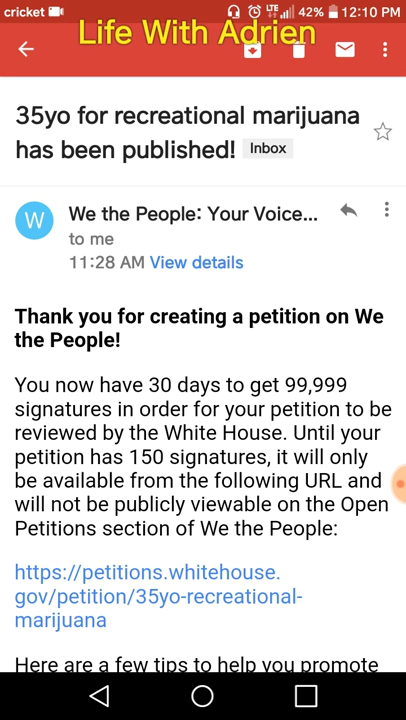 cricket LTE 42% 12:10 PM
Life With Adrien
35yo for recreational marijuana
has been published! Inbox
W We the People: Your Voice...
to me
11:28 AM View details
Thank you for creating a petition on We
the People!
You now have 30 days to get 99,999
signatures in order for your petition to be
reviewed by the White House. Until your
petition has 150 signatures, it will only
be available from the following URL and
will not be publicly viewable on the Open
Petitions section of We the People:
https://petitions.whitehouse.
gov/petition/35yo-recreational-
marijuana
Here are a few tips to help you promote